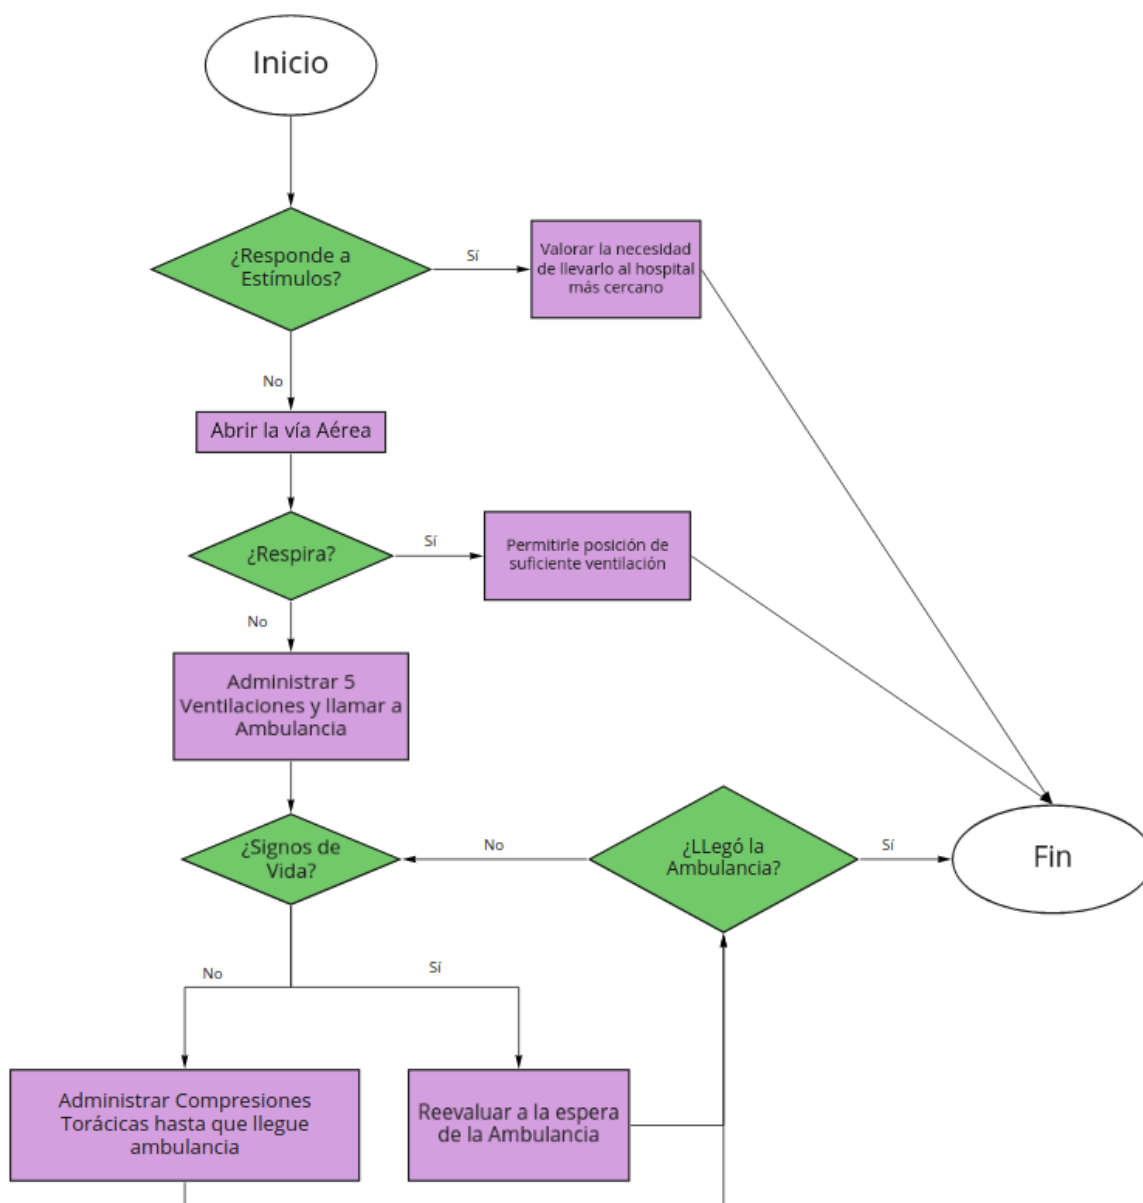 Inicio
¿Responde a
Estímulos?
Sí
Valorar la necesidad
de llevarlo al hospital
más cercano
No
Abrir la vía Aérea
¿Respira?
Sí
Permitirle posición de
suficiente ventilación
No
Administrar 5
Ventilaciones y llamar a
Ambulancia
¿Signos de
Vida?
No
¿LLegó la
Ambulancia?
Sí
Fin
No
Sí
Administrar Compresiones
Torácicas hasta que llegue
ambulancia
Reevaluar a la espera
de la Ambulancia